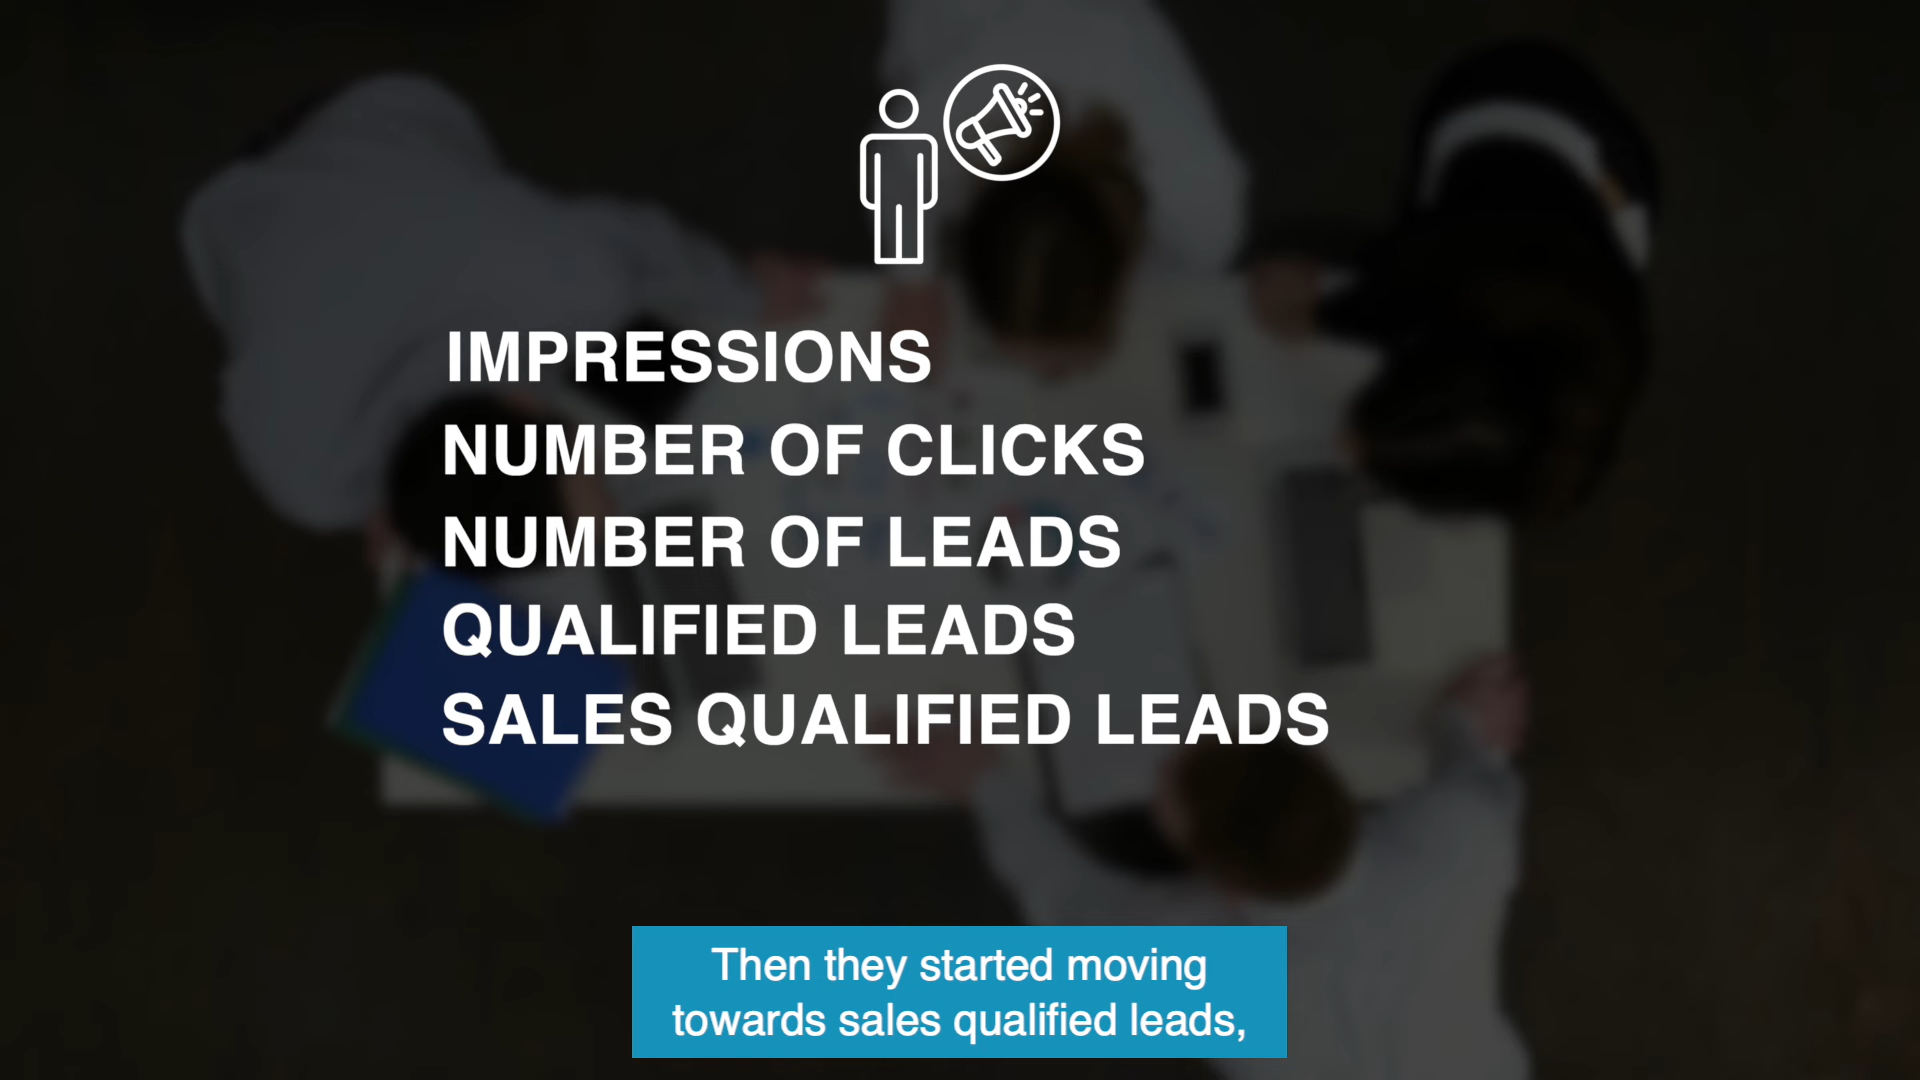 IMPRESSIONS
NUMBER OF CLICKS
NUMBER OF LEADS
QUALIFIED LEADS
SALES QUALIFIED LEADS
Then they started moving
towards sales qualified leads,